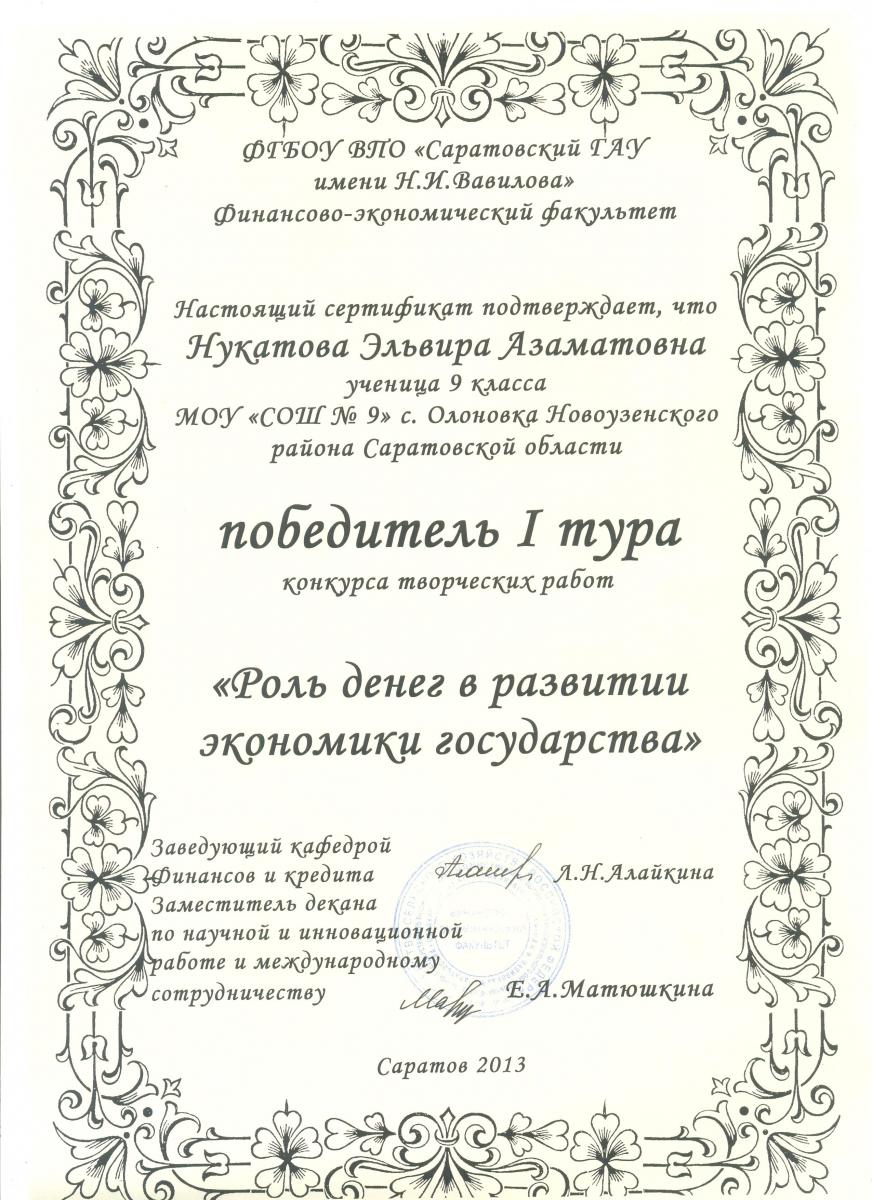 ФГБОУ ВПО «Саратовский ГАУ
имени Н.И.Вавилова»
Финансово-экономический факультет
Настоящий сертификат подтверждает, что
Нукатова Эльвира Азаматовна
ученица 9 класса
МОУ «СОШ № 9» с. Олоновка Новоузенского
района Саратовской области
победитель I тура
конкурса творческих работ
«Роль денег в развитии
экономики государства»
Заведующий кафедрой
Финансов и кредита
Л.Н.Алайкина
Заместитель декана
по научной и инновационной
работе и международному
сотрудничеству
Е.А.Матюшкина
ФАКУЛЬТЕТ
Саратов 2013